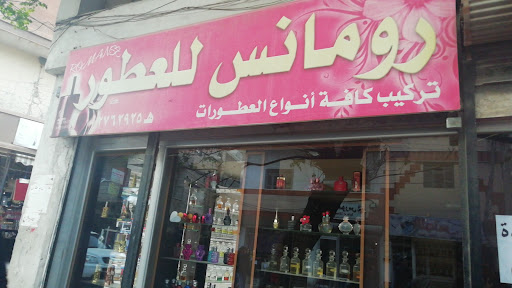 رومانس للعطور
تركيب كافة أنواع العطورات